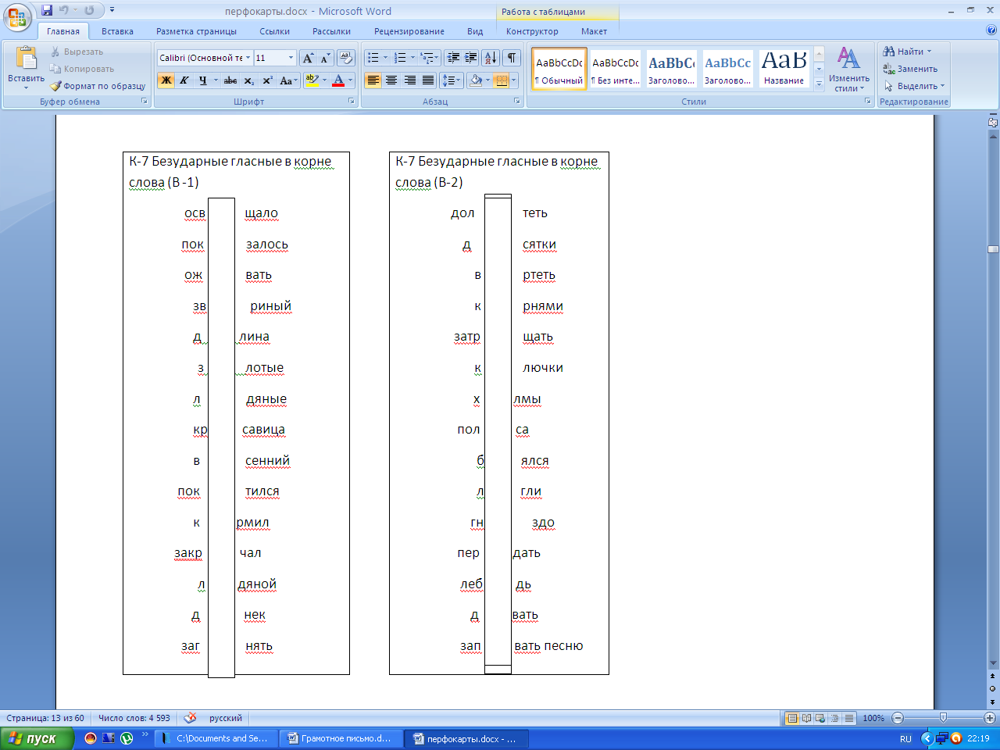 перфокарты.docx - Microsoft Word
Работа с таблицами
Главная Вставка Разметка страницы Ссылки Рассылки Рецензирование Вид Конструктор Макет
Вставить
Вырезать
Копировать
Формат по образцу
Буфер обмена
Calibri (Основной те 11
Ж К Ч abc x₂ x² Aa
Шрифт
Абзац
AaBbCcDc AaBbCcDc AaBbC AaBbCc AaB
¶ Обычный ¶ Без инте... Заголово... Заголово... Название
Изменить стили
Стили
Найти
Заменить
Выделить
Редактирование
К-7 Безударные гласные в корне
слова (В -1)
осв щало
пок залось
ож вать
зв риный
д лина
з лотые
л дяные
кр савица
в сенний
пок тился
к рмил
закр чал
л дяной
д нек
заг нять
К-7 Безударные гласные в корне
слова (В-2)
дол теть
д сятки
в ртеть
к рнями
затр щать
к лючки
х лмы
пол са
б ялся
л гли
гн здо
пер дать
леб дь
д вать
зап вать песню
Страница: 13 из 60 Число слов: 4 593 русский 100%
пуск C:\Documents and Se... Грамотное письмо.d... перфокарты.docx - ... RU 22:19